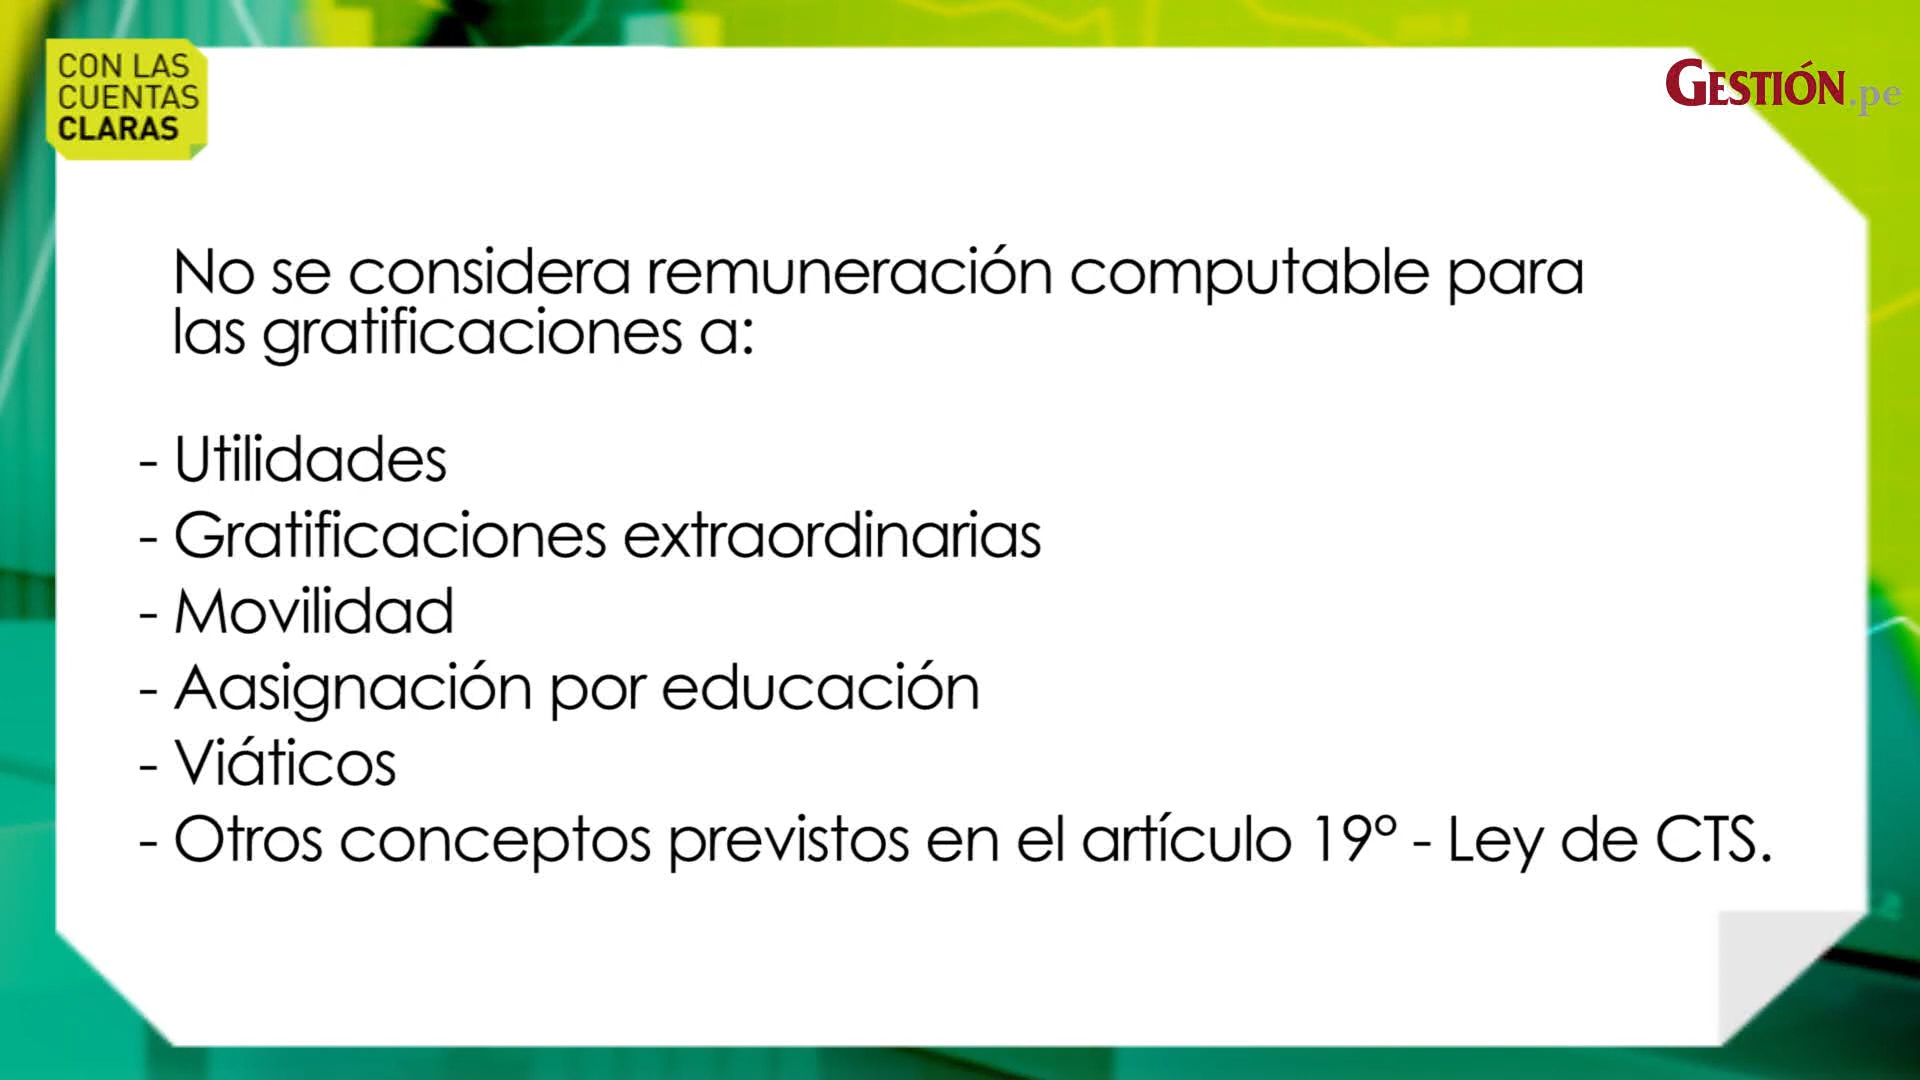 CON LAS
CUENTAS
CLARAS
GESTIÓN.pe
No se considera remuneración computable para
las gratificaciones a:
- Utilidades
- Gratificaciones extraordinarias
- Movilidad
- Aasignación por educación
- Viáticos
- Otros conceptos previstos en el artículo 19° - Ley de CTS.